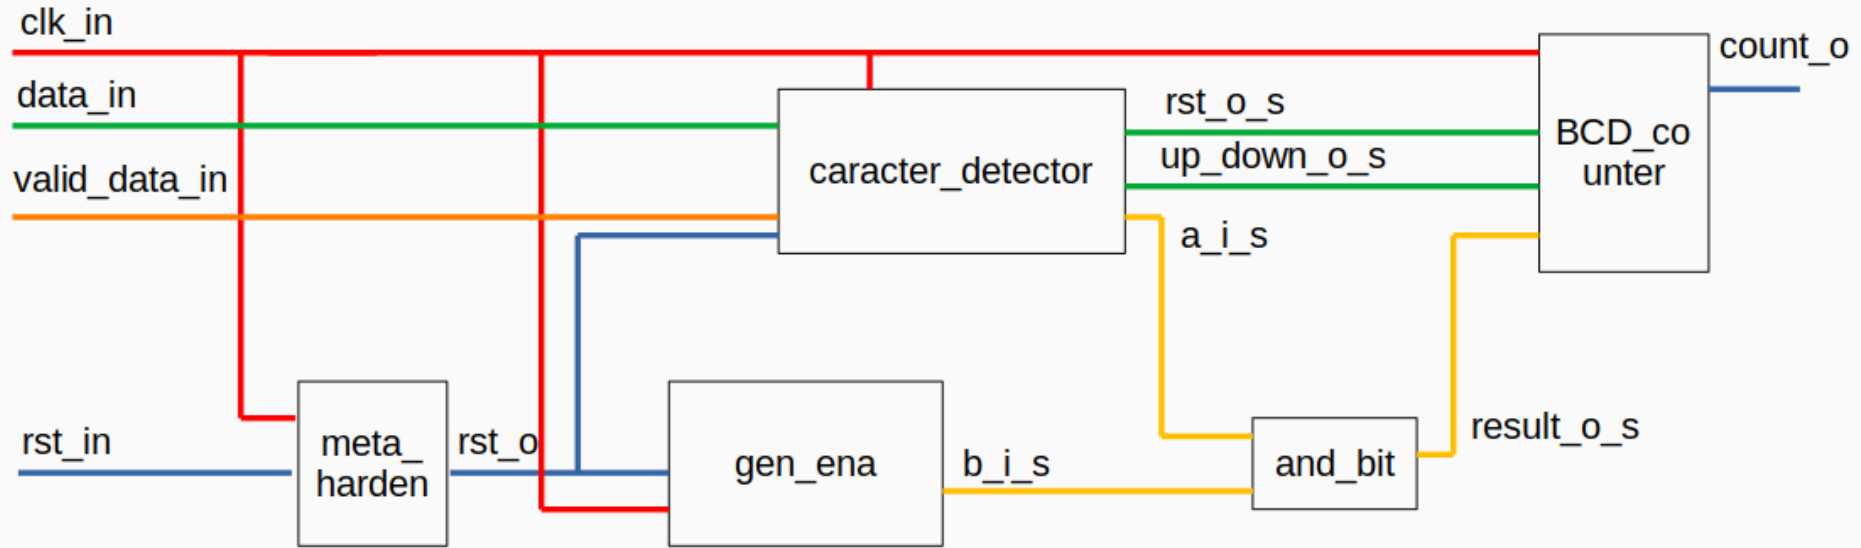 clk_in
count_o
data_in
rst_o_s
BCD_co
unter
up_down_o_s
caracter_detector
valid_data_in
a_i_s
rst_in
meta_
harden
rst_o
gen_ena
b_i_s
and_bit
result_o_s